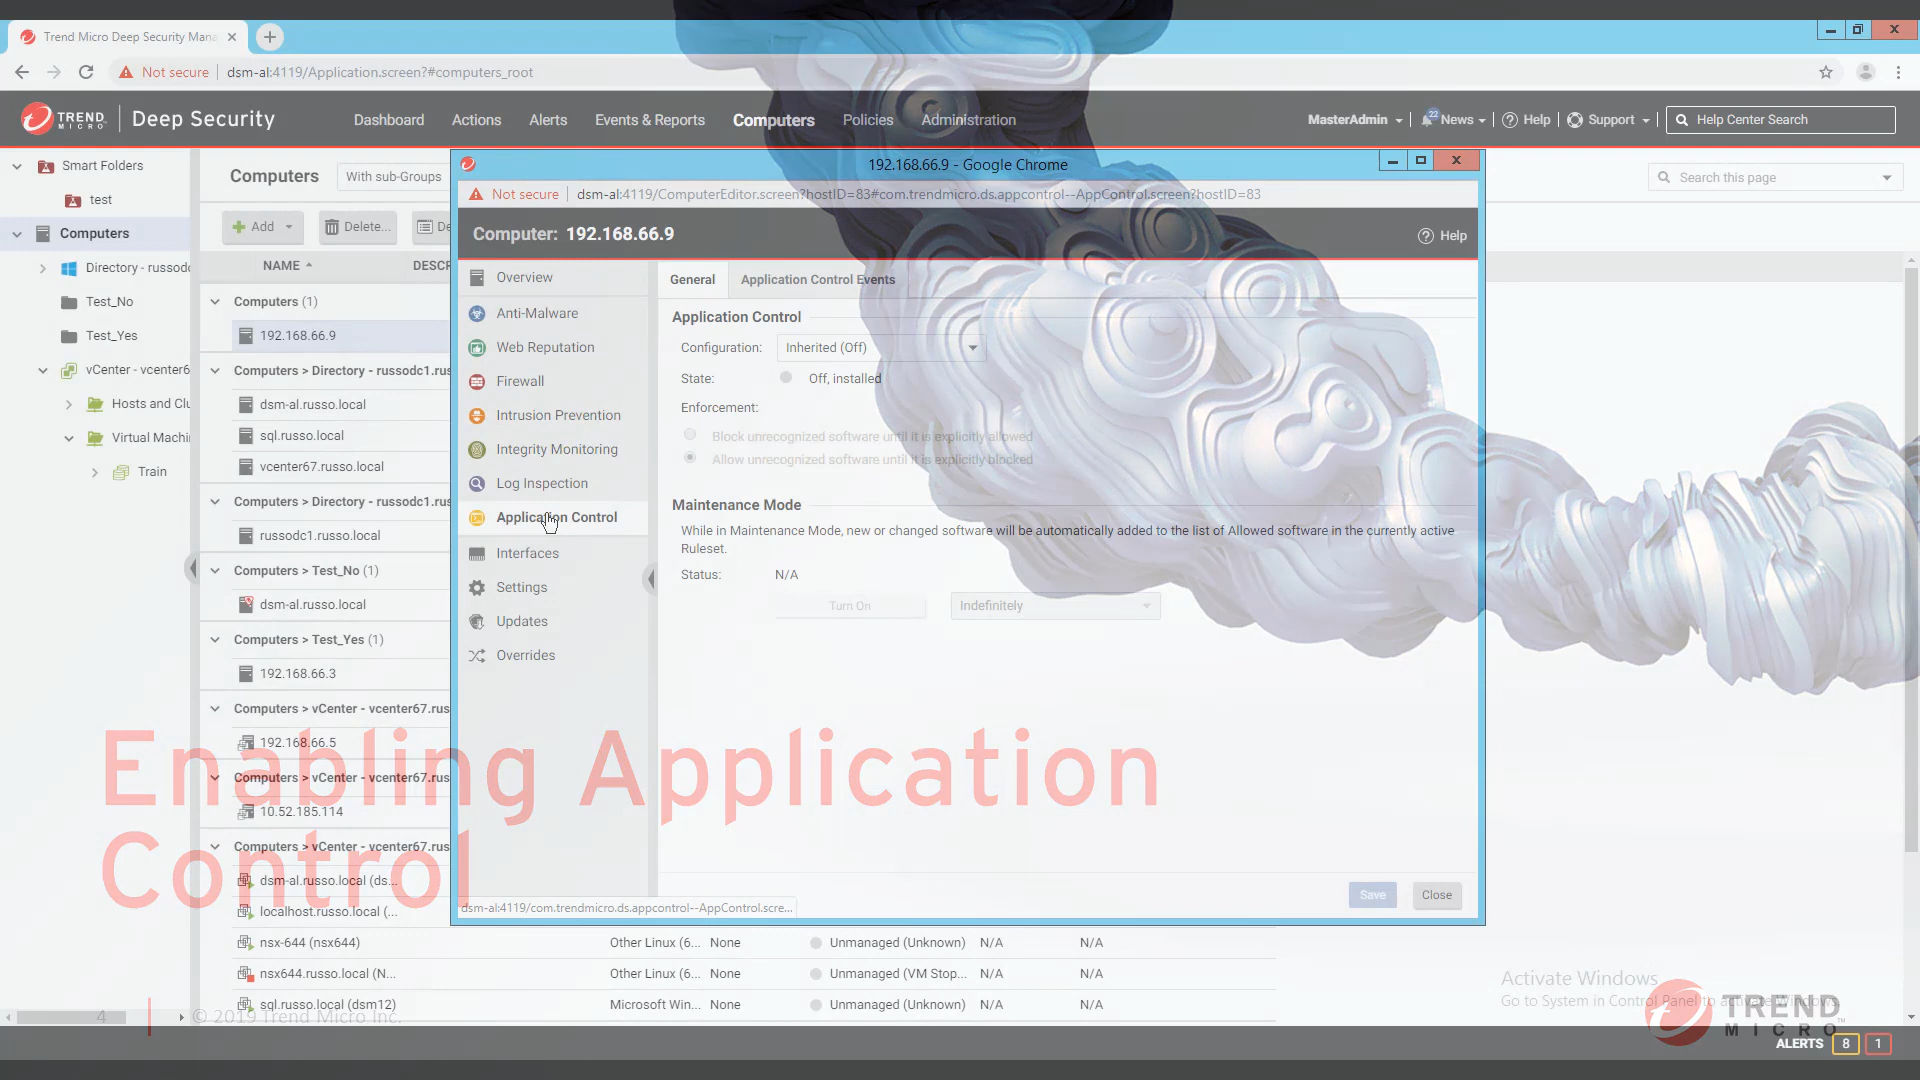 Trend Micro Deep Security Mana
Not secure
dsm-al:4119/Application.screen?#computers_root
TREND MICRO
Deep Security
Dashboard
Actions
Alerts
Events & Reports
Computers
Policies
Administration
MasterAdmin
22
News
Help
Support
Help Center Search
Smart Folders
test
Computers
Directory - russodc
Test_No
Test_Yes
vCenter - vcenter6
Hosts and Clu
Virtual Machi
Train
Computers
With sub-Groups
Search this page
Add
Delete...
De
NAME
DESCR
Computers (1)
192.168.66.9
Computers > Directory - russodc1.rus
dsm-al.russo.local
sql.russo.local
vcenter67.russo.local
Computers > Directory - russodc1.rus
russodc1.russo.local
Computers > Test_No (1)
dsm-al.russo.local
Computers > Test_Yes (1)
192.168.66.3
Computers > vCenter - vcenter67.rus
192.168.66.5
Computers > vCenter - vcenter67.rus
10.52.185.114
Computers > vCenter - vcenter67.rus
dsm-al.russo.local (ds...
localhost.russo.local (...
nsx-644 (nsx644)
Other Linux (6...
None
Unmanaged (Unknown)
N/A
N/A
nsx644.russo.local (N...
Other Linux (6...
None
Unmanaged (VM Stop...
N/A
N/A
sql.russo.local (dsm12)
Microsoft Win...
None
Unmanaged (Unknown)
N/A
N/A
192.168.66.9 - Google Chrome
Not secure
dsm-al:4119/ComputerEditor.screen?hostID=83#com.trendmicro.ds.appcontrol--AppControl.screen?hostID=83
Computer: 192.168.66.9
Help
Overview
Anti-Malware
Web Reputation
Firewall
Intrusion Prevention
Integrity Monitoring
Log Inspection
Application Control
Interfaces
Settings
Updates
Overrides
General
Application Control Events
Application Control
Configuration:
Inherited (Off)
State:
Off, installed
Enforcement:
Block unrecognized software until it is explicitly allowed
Allow unrecognized software until it is explicitly blocked
Maintenance Mode
While in Maintenance Mode, new or changed software will be automatically added to the list of Allowed software in the currently active
Ruleset.
Status:
N/A
Turn On
Indefinitely
Save
Close
dsm-al:4119/com.trendmicro.ds.appcontrol--AppControl.scre...
Enabling Application
Control
4
© 2019 Trend Micro Inc.
Activate Windows
Go to System in Control Panel to activate Windows.
TREND
MICRO
™
ALERTS
8
1